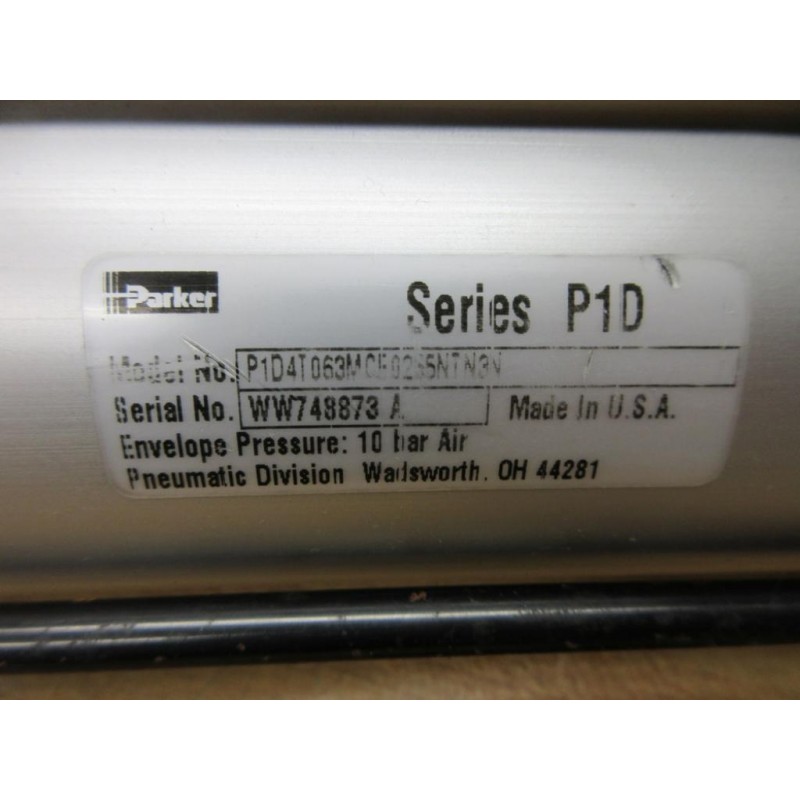 Parker
Series P1D
Model No.
Serial No. WW748873 A Made In U.S.A.
Envelope Pressure: 10 bar Air
Pneumatic Division Wadsworth, OH 44281